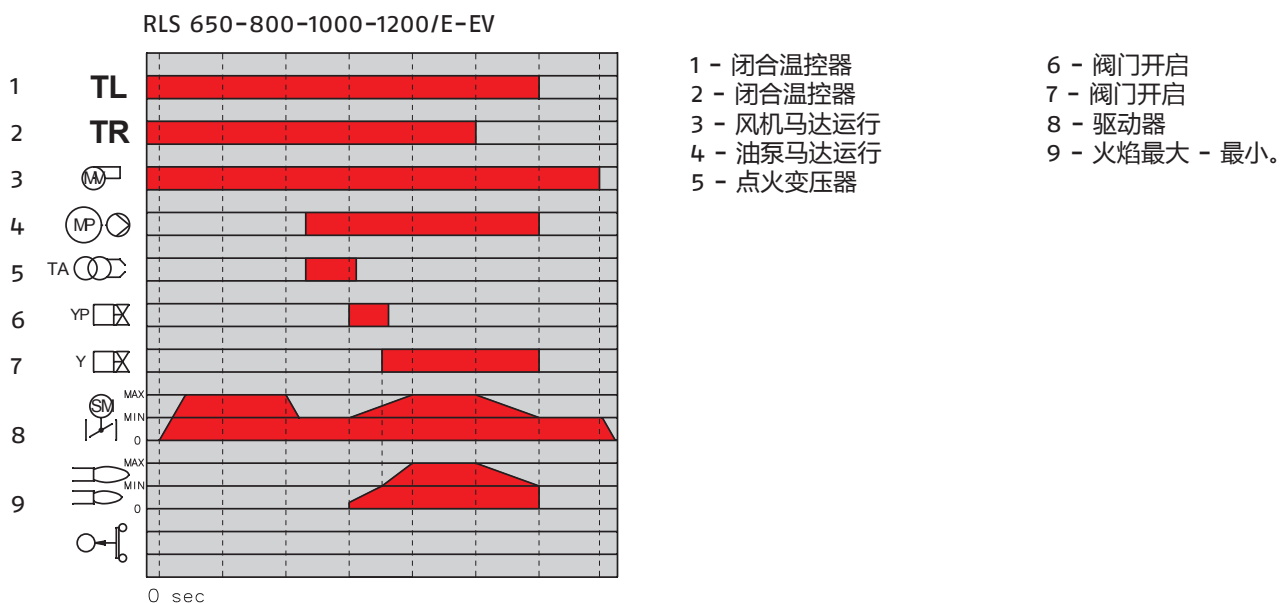 RLS 650-800-1000-1200/E-EV
1 TL
2 TR
3 MV
4 MP
5 TA
6 YP
7 Y
SM
MAX
MIN
8
0
MAX
MIN
9
0
0 sec
1 - 闭合温控器
2 - 闭合温控器
3 - 风机马达运行
4 - 油泵马达运行
5 - 点火变压器
6 - 阀门开启
7 - 阀门开启
8 - 驱动器
9 - 火焰最大 - 最小。